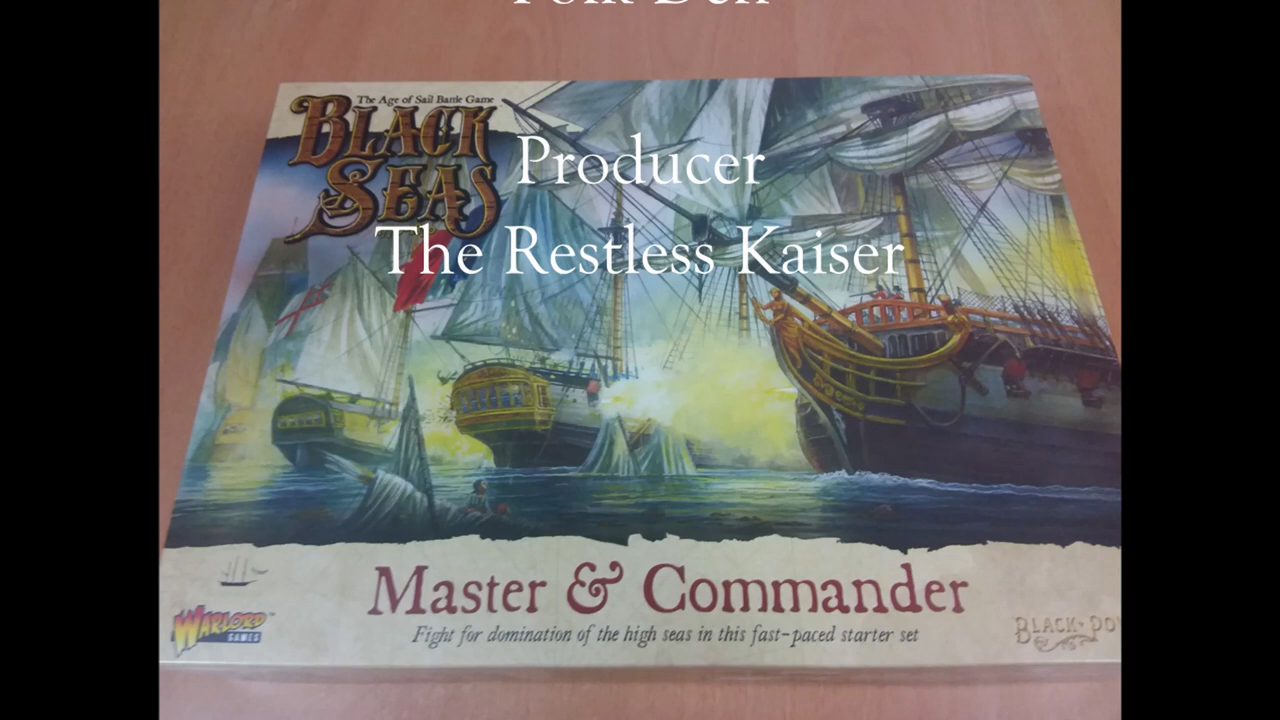 The Age of Sail Battle Game
BLACK
SEAS
Producer
The Restless Kaiser
Master & Commander
Fight for domination of the high seas in this fast-paced starter set
WARLORD
GAMES
BLACK